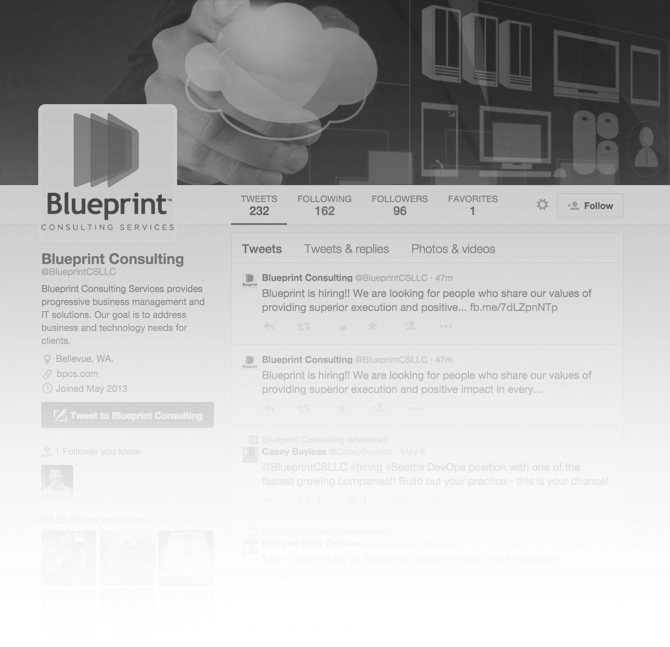 Blueprint™
CONSULTING SERVICES
TWEETS FOLLOWING FOLLOWERS FAVORITES
232 162 96 1
Follow
Blueprint Consulting
@BlueprintCSLLC
Blueprint Consulting Services provides
progressive business management and
IT solutions. Our goal is to address
business and technology needs for
clients.
Bellevue, WA.
bpcs.com
Joined May 2013
Tweet to Blueprint Consulting
1 Follower you know
55 Photos and videos
Tweets Tweets & replies Photos & videos
Blueprint Consulting @BlueprintCSLLC · 47m
Blueprint is hiring!! We are looking for people who share our values of
providing superior execution and positive... fb.me/7dLZpnNTp
Blueprint Consulting @BlueprintCSLLC · 47m
Blueprint is hiring!! We are looking for people who share our values of
providing superior execution and positive impact in every...
Blueprint Consulting retweeted
Casey Bayless @CaseyBayless · May 6
@BlueprintCSLLC #hiring #Seattle DevOps position with one of the
fastest growing companies!! Build out your practice - this is your chance!